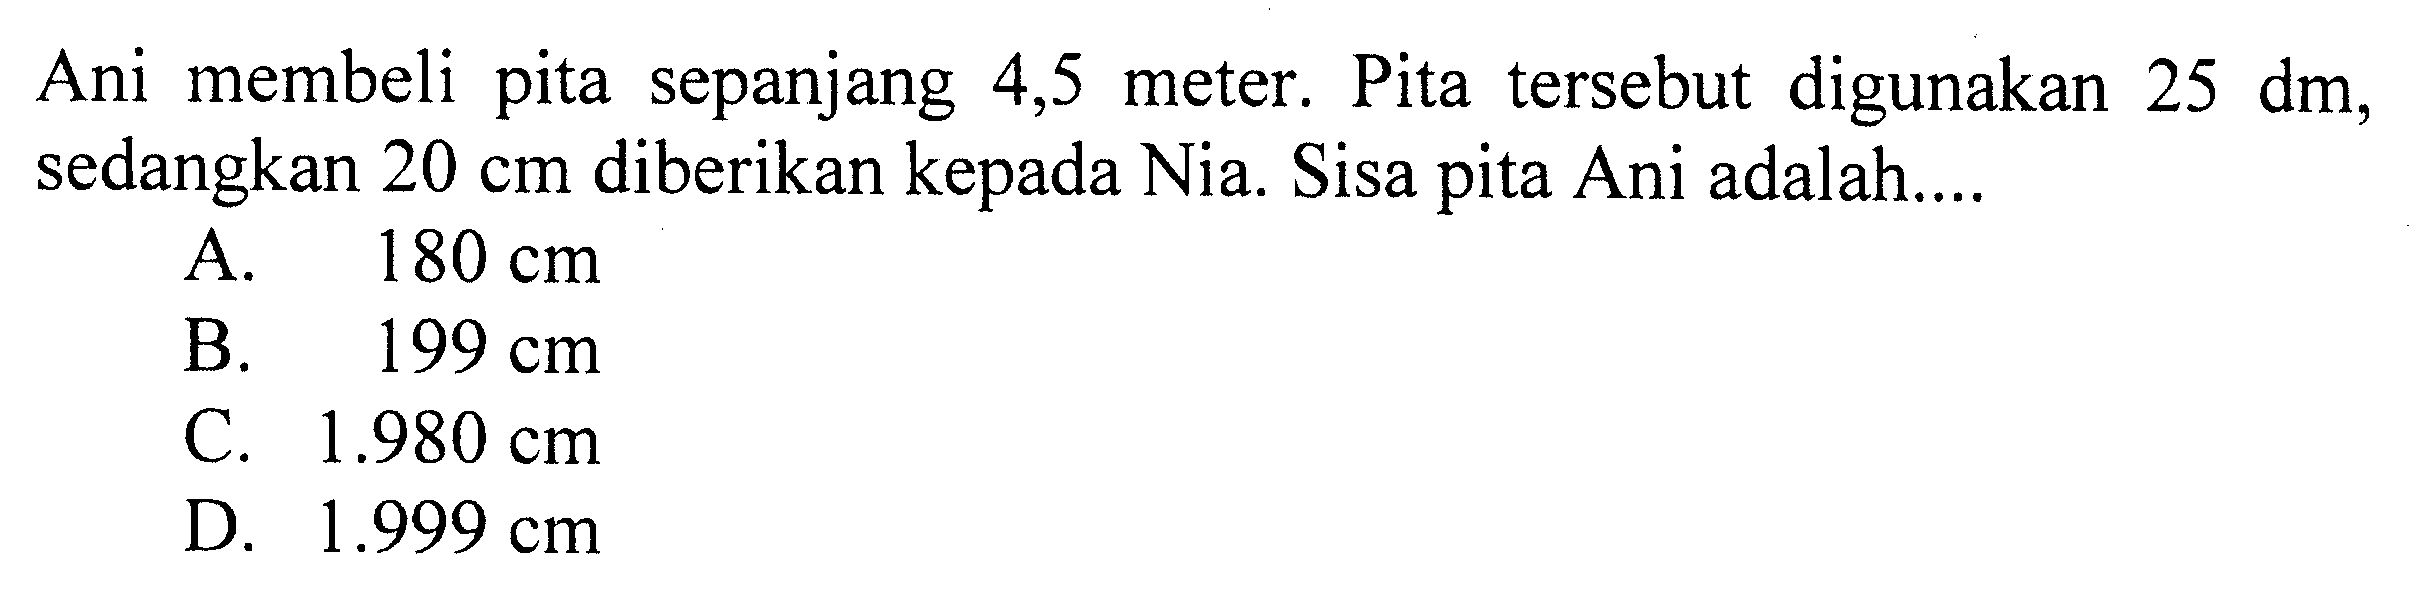 Ani membeli pita sepanjang 4,5 meter. Pita tersebut digunakan 25 dm,
sedangkan 20 cm diberikan kepada Nia. Sisa pita Ani adalah....
A. 180 cm
B. 199 cm
C. 1.980 cm
D. 1.999 cm